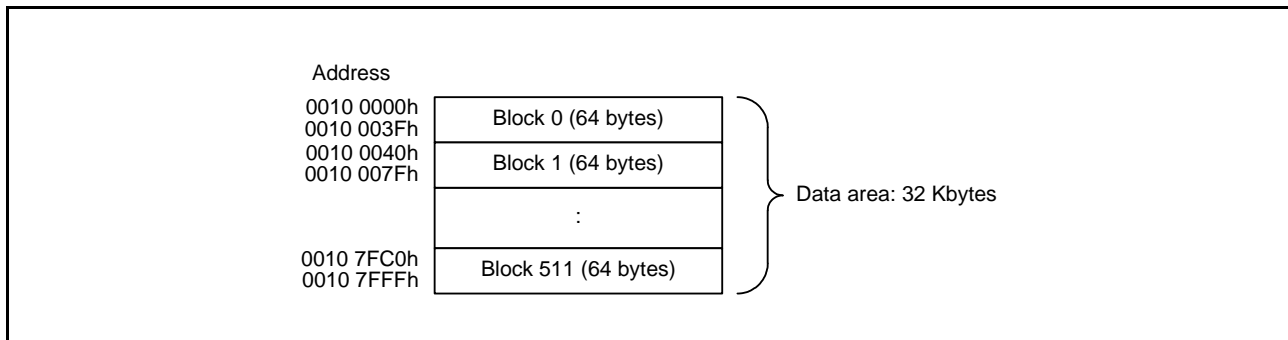 Address
0010 0000h
Block 0 (64 bytes)
0010 003Fh
0010 0040h
Block 1 (64 bytes)
0010 007Fh
Data area: 32 Kbytes
:
0010 7FC0h
Block 511 (64 bytes)
0010 7FFFh